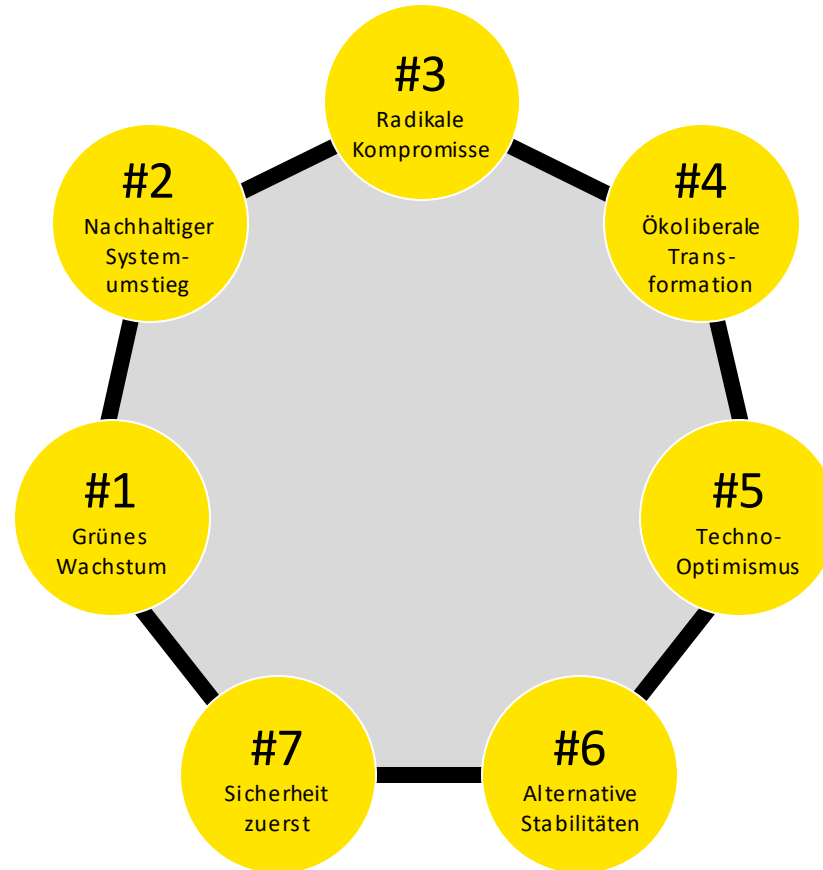 #1
Grünes
Wachstum
#2
Nachhaltiger
System-
umstieg
#3
Radikale
Kompromisse
#4
Ökoliberale
Trans-
formation
#5
Techno-
Optimismus
#6
Alternative
Stabilitäten
#7
Sicherheit
zuerst